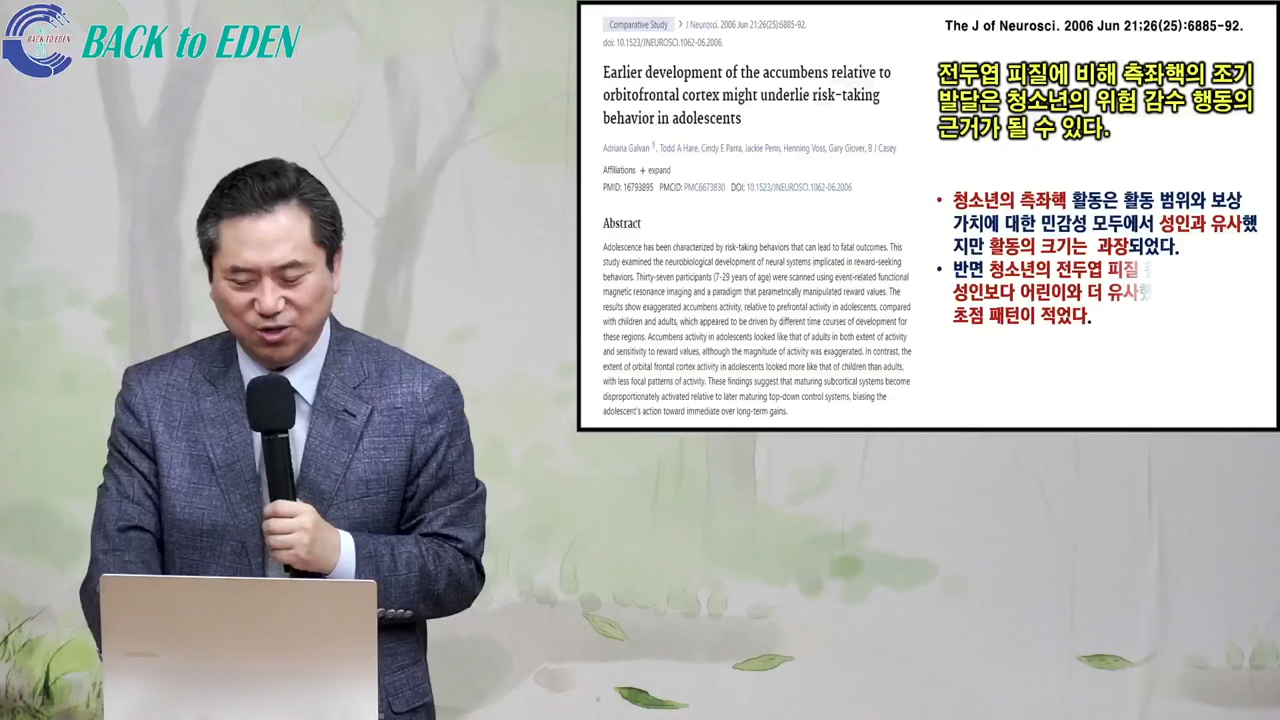 BACK TO EDEN
BACK to EDEN
Comparative Study > J Neurosci. 2006 Jun 21;26(25):6885-92.
doi: 10.1523/JNEUROSCI.1062-06.2006.
Earlier development of the accumbens relative to
orbitofrontal cortex might underlie risk-taking
behavior in adolescents
Adriana Galvan 1, Todd A Hare, Cindy E Parra, Jackie Penn, Henning Voss, Gary Glover, B J Casey
Affiliations + expand
PMID: 16793895 PMCID: PMC6673830 DOI: 10.1523/JNEUROSCI.1062-06.2006
Abstract
Adolescence has been characterized by risk-taking behaviors that can lead to fatal outcomes. This
study examined the neurobiological development of neural systems implicated in reward-seeking
behaviors. Thirty-seven participants (7-29 years of age) were scanned using event-related functional
magnetic resonance imaging and a paradigm that parametrically manipulated reward values. The
results show exaggerated accumbens activity, relative to prefrontal activity in adolescents, compared
with children and adults, which appeared to be driven by different time courses of development for
these regions. Accumbens activity in adolescents looked like that of adults in both extent of activity
and sensitivity to reward values, although the magnitude of activity was exaggerated. In contrast, the
extent of orbital frontal cortex activity in adolescents looked more like that of children than adults,
with less focal patterns of activity. These findings suggest that maturing subcortical systems become
disproportionately activated relative to later maturing top-down control systems, biasing the
adolescent's action toward immediate over long-term gains.
The J of Neurosci. 2006 Jun 21;26(25):6885-92.
전두엽 피질에 비해 측좌핵의 조기
발달은 청소년의 위험 감수 행동의
근거가 될 수 있다.
• 청소년의 측좌핵 활동은 활동 범위와 보상
가치에 대한 민감성 모두에서 성인과 유사했
지만 활동의 크기는 과장되었다.
• 반면 청소년의 전두엽 피질
성인보다 어린이와 더 유사했
초점 패턴이 적었다.